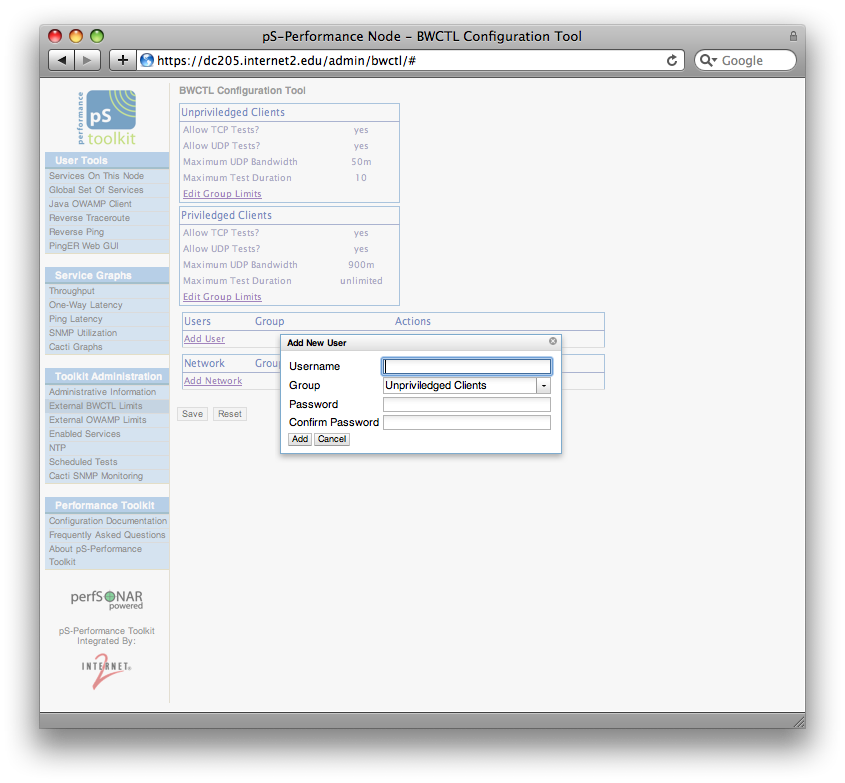 pS-Performance Node – BWCTL Configuration Tool
https://dc205.internet2.edu/admin/bwctl/#
Google
performance
pS
toolkit
User Tools
Services On This Node
Global Set Of Services
Java OWAMP Client
Reverse Traceroute
Reverse Ping
PingER Web GUI
Service Graphs
Throughput
One-Way Latency
Ping Latency
SNMP Utilization
Cacti Graphs
Toolkit Administration
Administrative Information
External BWCTL Limits
External OWAMP Limits
Enabled Services
NTP
Scheduled Tests
Cacti SNMP Monitoring
Performance Toolkit
Configuration Documentation
Frequently Asked Questions
About pS-Performance
Toolkit
perfSONAR
powered
pS-Performance Toolkit
Integrated By:
INTERNET
2
BWCTL Configuration Tool
Unpriviledged Clients
Allow TCP Tests? yes
Allow UDP Tests? yes
Maximum UDP Bandwidth 50m
Maximum Test Duration 10
Edit Group Limits
Priviledged Clients
Allow TCP Tests? yes
Allow UDP Tests? yes
Maximum UDP Bandwidth 900m
Maximum Test Duration unlimited
Edit Group Limits
Users Group Actions
Add User
Network Grou
Add Network
Save Reset
Add New User
Username
Group Unpriviledged Clients
Password
Confirm Password
Add Cancel